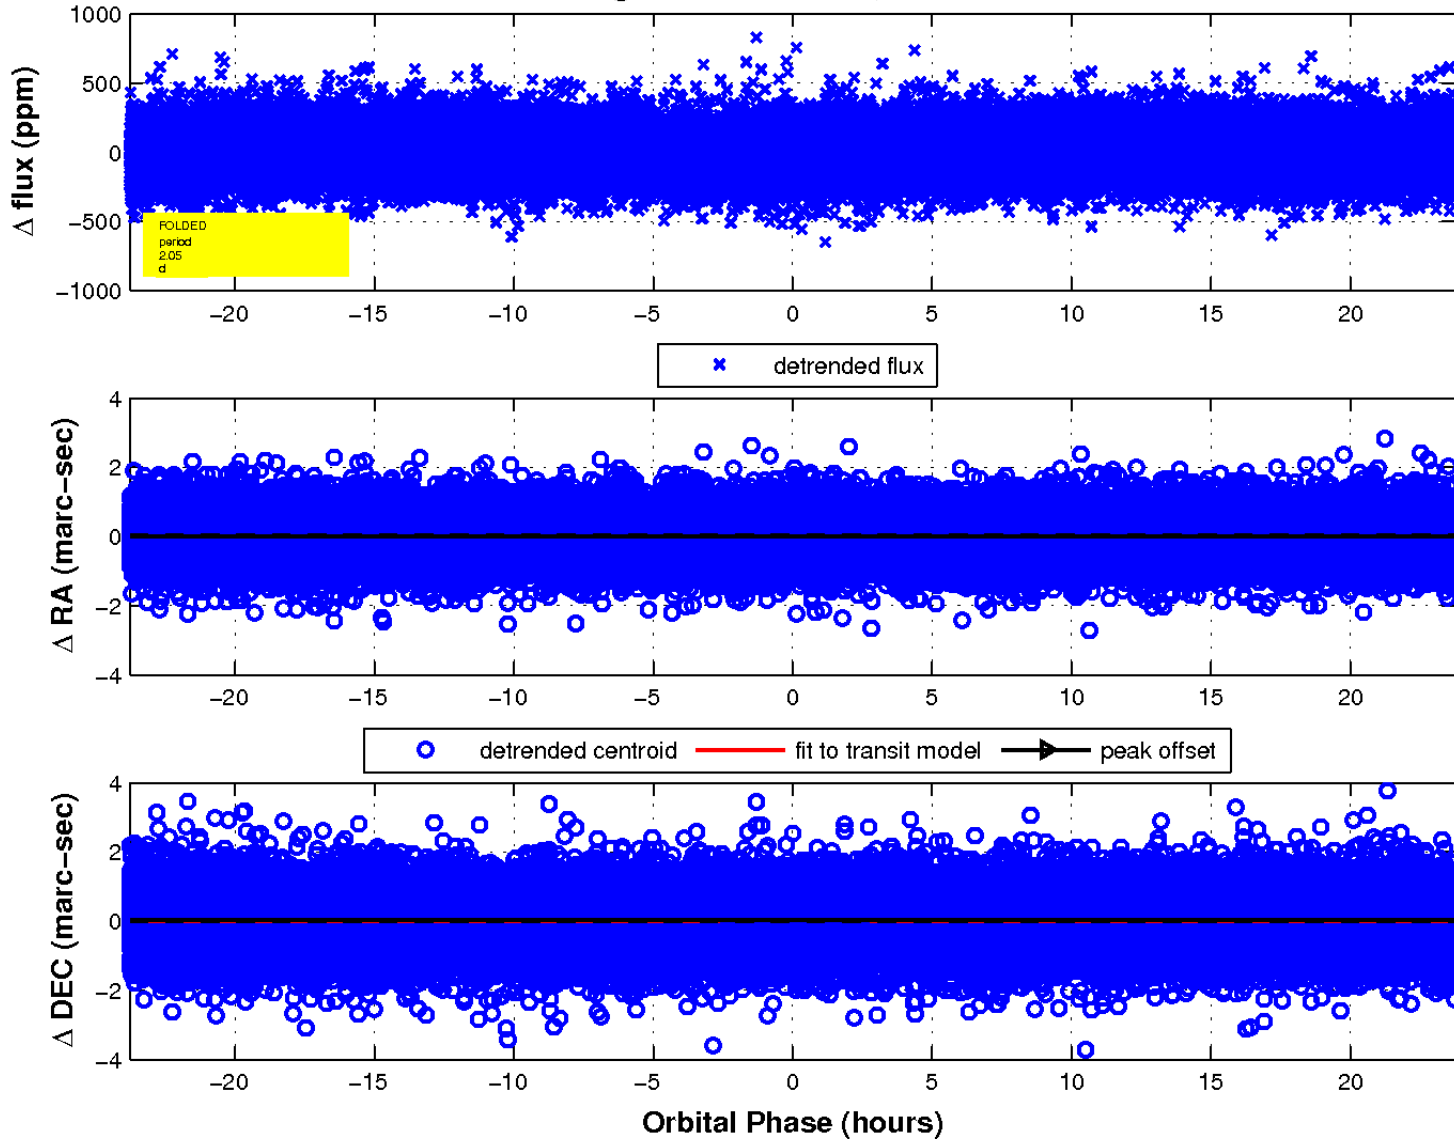 1000
500
0
−500
−1000
Δ flux (ppm)
FOLDED
period
2.05
d
−20 −15 −10 −5 0 5 10 15 20
detrended flux
4
2
0
−2
−4
Δ RA (marc−sec)
−20 −15 −10 −5 0 5 10 15 20
detrended centroid fit to transit model peak offset
4
2
0
−2
−4
Δ DEC (marc−sec)
−20 −15 −10 −5 0 5 10 15 20
Orbital Phase (hours)